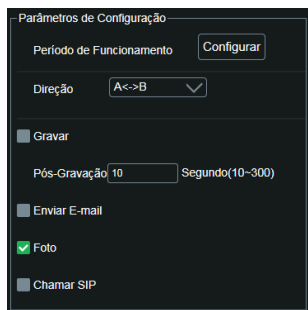 Parâmetros de Configuração
Período de Funcionamento Configurar
Direção A<->B
Gravar
Pós-Gravação 10 Segundo(10~300)
Enviar E-mail
Foto
Chamar SIP